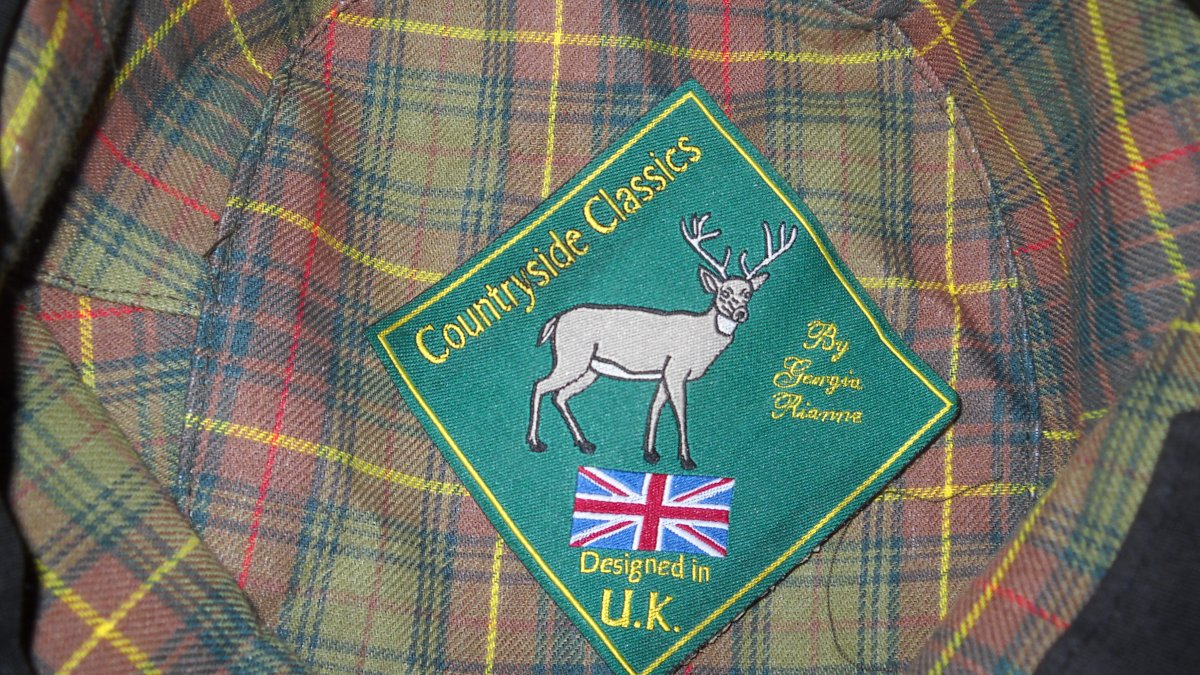 Countryside Classics
By
Georgia
Rianne
Designed in
U.K.